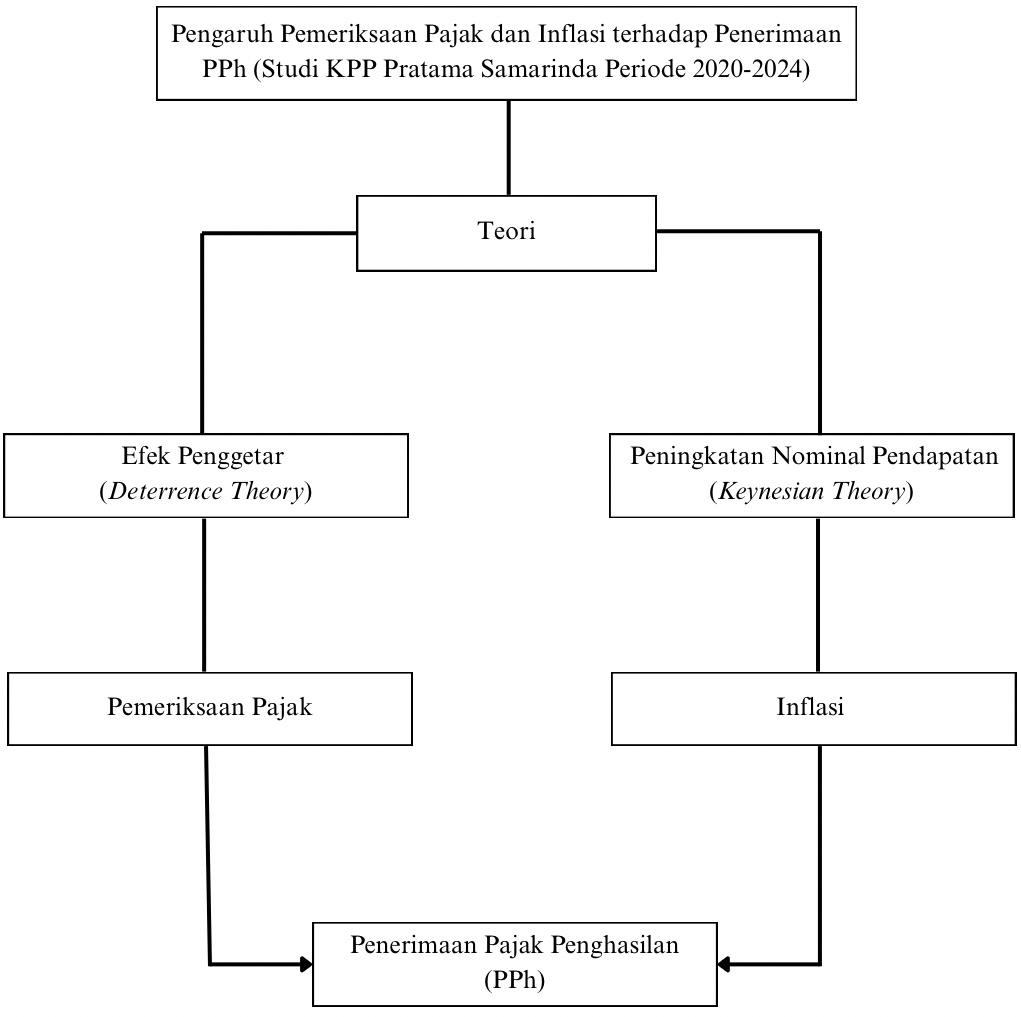 Pengaruh Pemeriksaan Pajak dan Inflasi terhadap Penerimaan
PPh (Studi KPP Pratama Samarinda Periode 2020-2024)
Teori
Efek Penggetar
(Deterrence Theory)
Peningkatan Nominal Pendapatan
(Keynesian Theory)
Pemeriksaan Pajak
Inflasi
Penerimaan Pajak Penghasilan
(PPh)